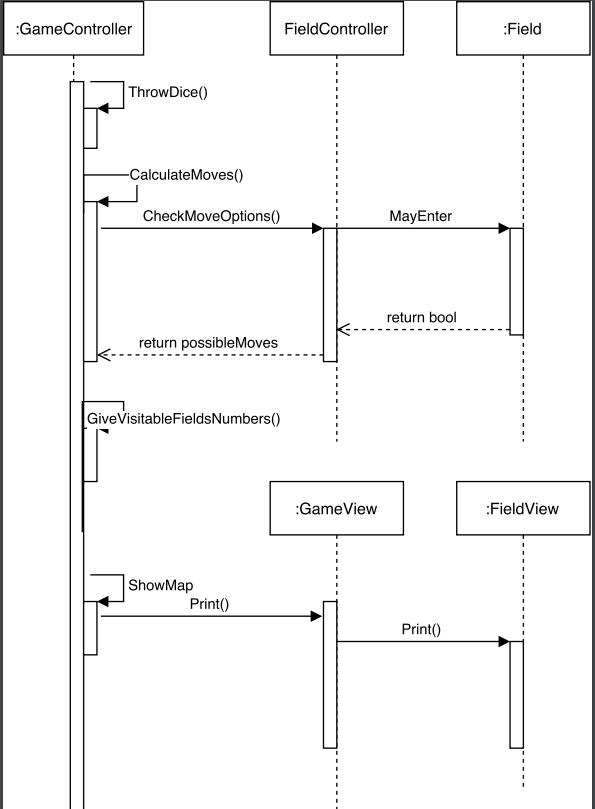 :GameController
FieldController
:Field
ThrowDice()
CalculateMoves()
CheckMoveOptions()
MayEnter
return bool
return possibleMoves
GiveVisitableFieldsNumbers()
:GameView
:FieldView
ShowMap
Print()
Print()